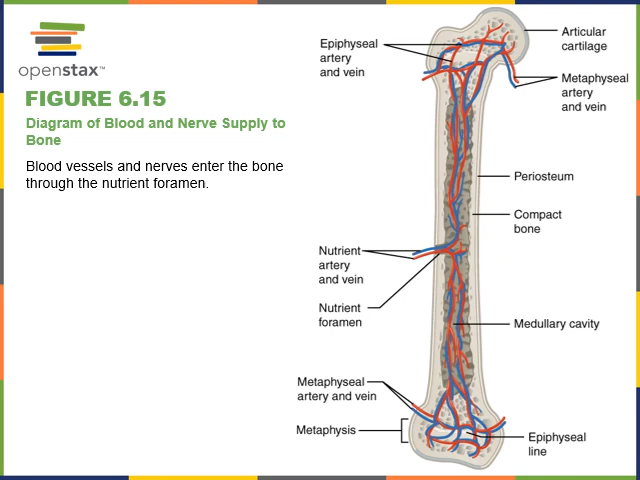 openstax™
FIGURE 6.15
Diagram of Blood and Nerve Supply to
Bone
Blood vessels and nerves enter the bone
through the nutrient foramen.
Epiphyseal
artery
and vein
Articular
cartilage
Metaphyseal
artery
and vein
Periosteum
Compact
bone
Nutrient
artery
and vein
Nutrient
foramen
Medullary cavity
Metaphyseal
artery and vein
Metaphysis
Epiphyseal
line